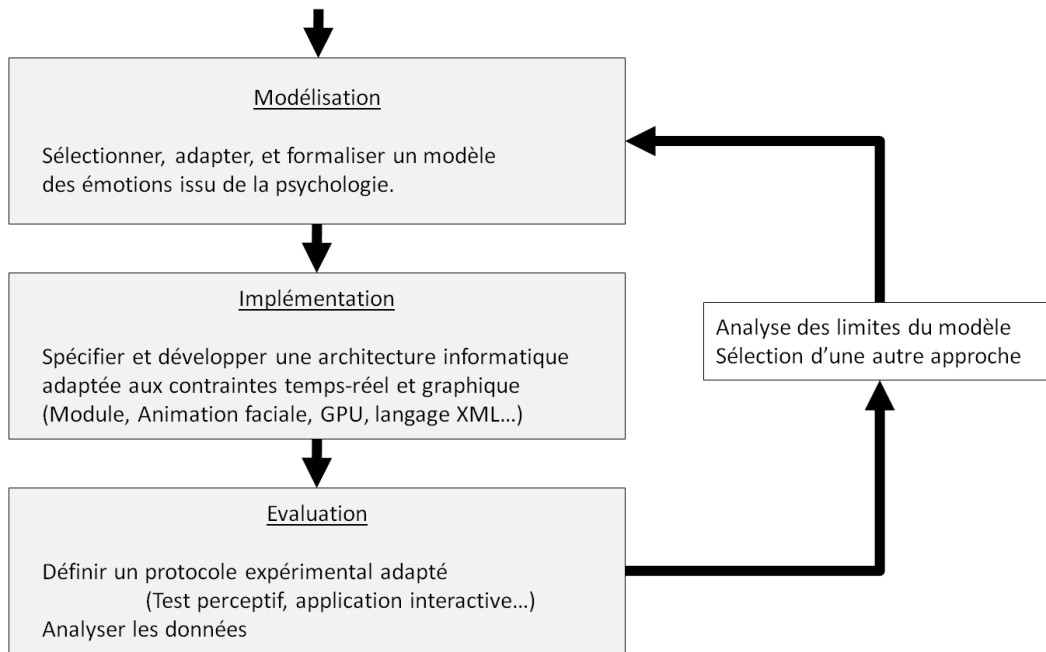 Modélisation
Sélectionner, adapter, et formaliser un modèle
des émotions issu de la psychologie.
Implémentation
Spécifier et développer une architecture informatique
adaptée aux contraintes temps-réel et graphique
(Module, Animation faciale, GPU, langage XML…)
Evaluation
Définir un protocole expérimental adapté
(Test perceptif, application interactive…)
Analyser les données
Analyse des limites du modèle
Sélection d’une autre approche